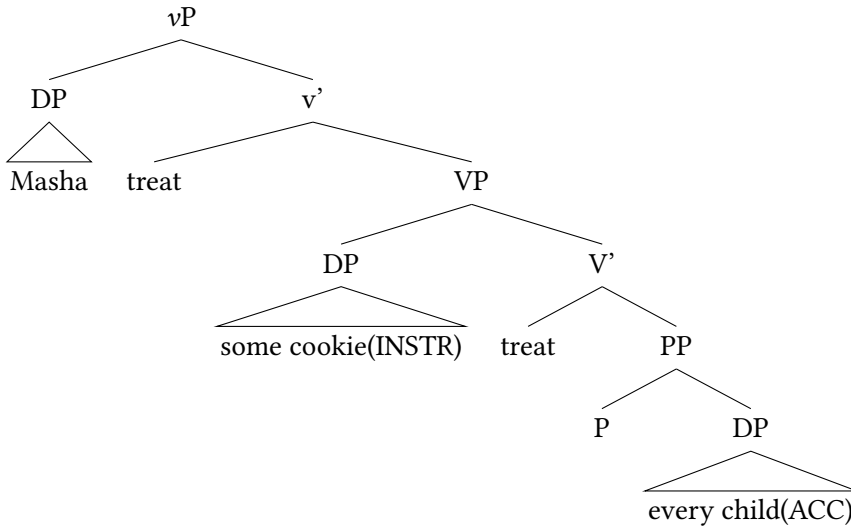 vP
DP v’
Masha treat VP
DP V’
some cookie(INSTR) treat PP
P DP
every child(ACC)